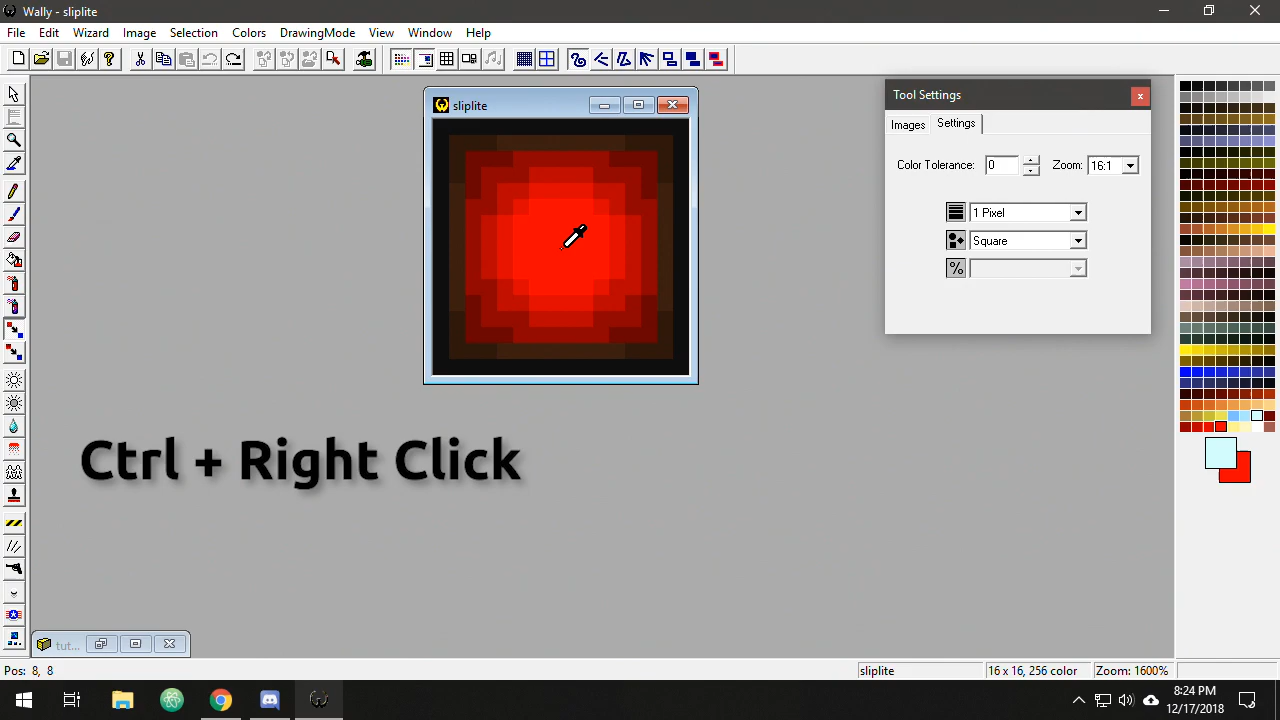 Wally - sliplite
File Edit Wizard Image Selection Colors DrawingMode View Window Help
sliplite
Tool Settings
x
Images Settings
Color Tolerance: 0 Zoom: 16:1
1 Pixel
Square
%
Ctrl + Right Click
tut...
Pos: 8, 8 sliplite 16 x 16, 256 color Zoom: 1600%
8:24 PM
12/17/2018